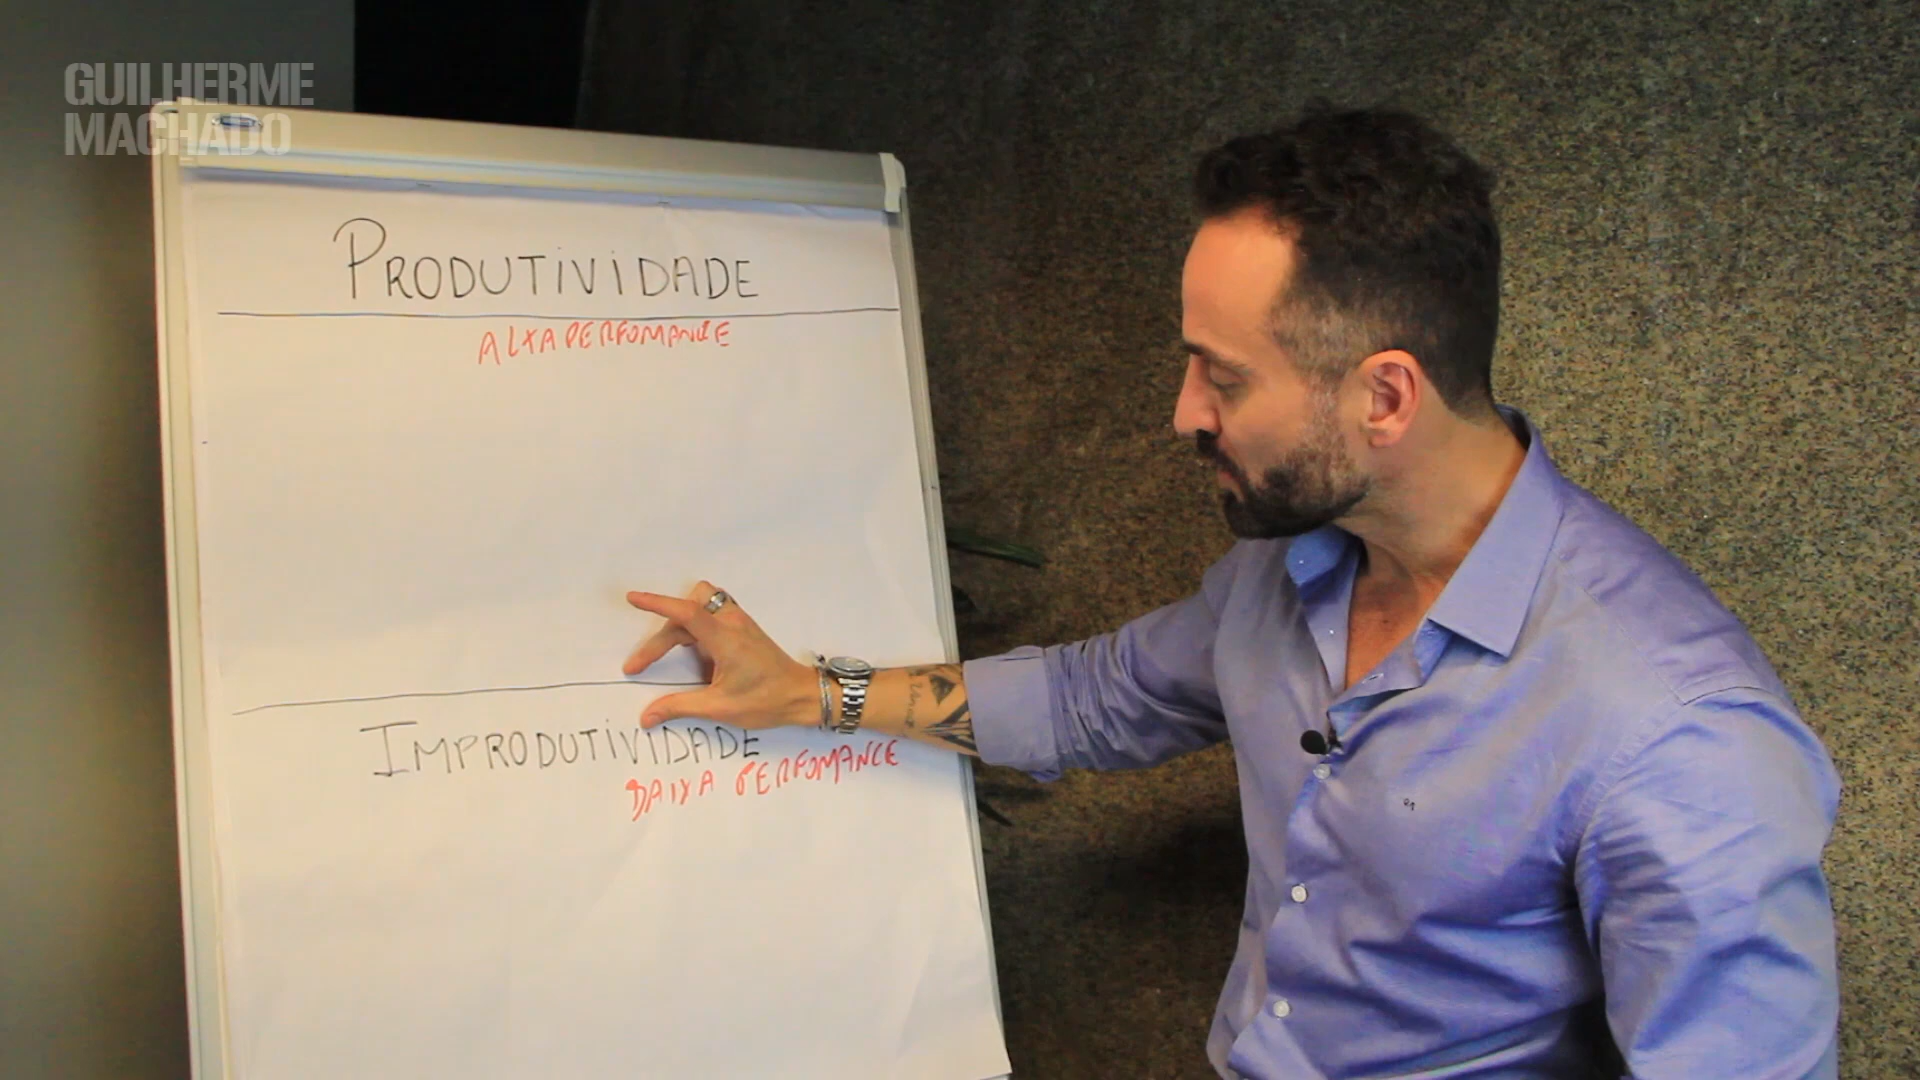 GUILHERME
MACHADO
PRODUTIVIDADE
ALTA PERFOMANCE
IMPRODUTIVIDADE
BAIXA PERFOMANCE